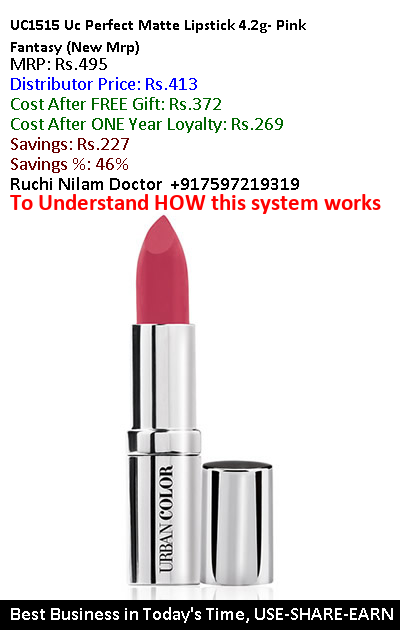 UC1515 Uc Perfect Matte Lipstick 4.2g- Pink
Fantasy (New Mrp)
MRP: Rs.495
Distributor Price: Rs.413
Cost After FREE Gift: Rs.372
Cost After ONE Year Loyalty: Rs.269
Savings: Rs.227
Savings %: 46%
Ruchi Nilam Doctor +917597219319
To Understand HOW this system works
URBAN COLOR
Best Business in Today's Time, USE-SHARE-EARN